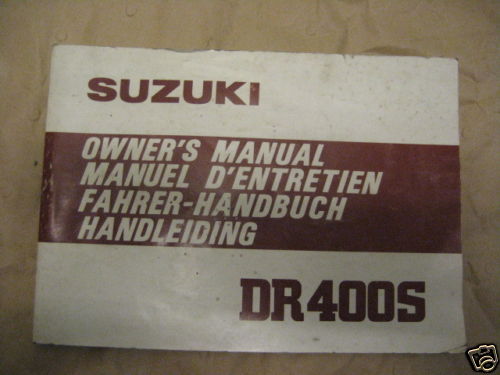 SUZUKI
OWNER'S MANUAL
MANUEL D'ENTRETIEN
FAHRER-HANDBUCH
HANDLEIDING
DR400S